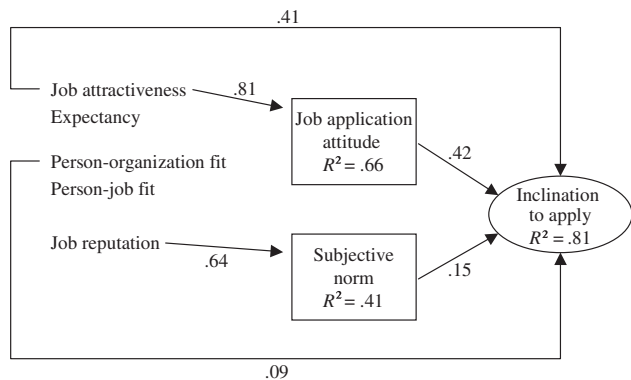 .41
Job attractiveness
.81
Expectancy
Job application
attitude
R² = .66
.42
Person-organization fit
Person-job fit
Inclination
to apply
R² = .81
Job reputation
.64
Subjective
norm
R² = .41
.15
.09